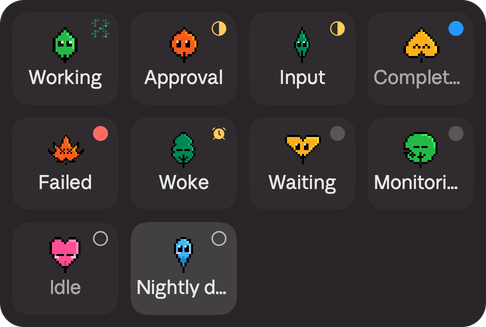 Working
Approval
Input
Complet...
Failed
Woke
Waiting
Monitori...
Idle
Nightly d...